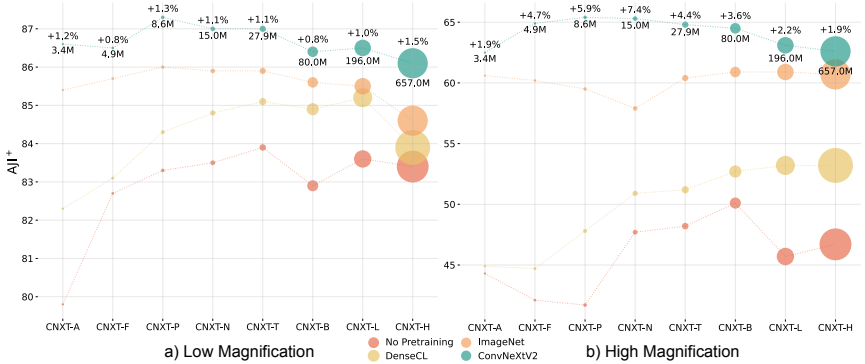 87
86
85
84
83
82
81
80
AJI+
+1.2%
3.4M
+0.8%
4,9M
+1.3%
8,6M
+1.1%
15.0M
+1.1%
27,9M
+0.8%
80,0M
+1,0%
196,0M
+1.5%
657,0M
CNXT-A CNXT-F CNXT-P CNXT-N CNXT-T CNXT-B CNXT-L CNXT-H
a) Low Magnification
65
60
55
50
45
+1.9%
3.4M
+4.7%
4.9M
+5.9%
8.6M
+7.4%
15.0M
+4.4%
27.9M
+3.6%
80.0M
+2,2%
196,0M
+1.9%
657,0M
CNXT-A CNXT-F CNXT-P CNXT-N CNXT-T CNXT-B CNXT-L CNXT-H
b) High Magnification
No Pretraining
DenseCL
ImageNet
ConvNeXtV2